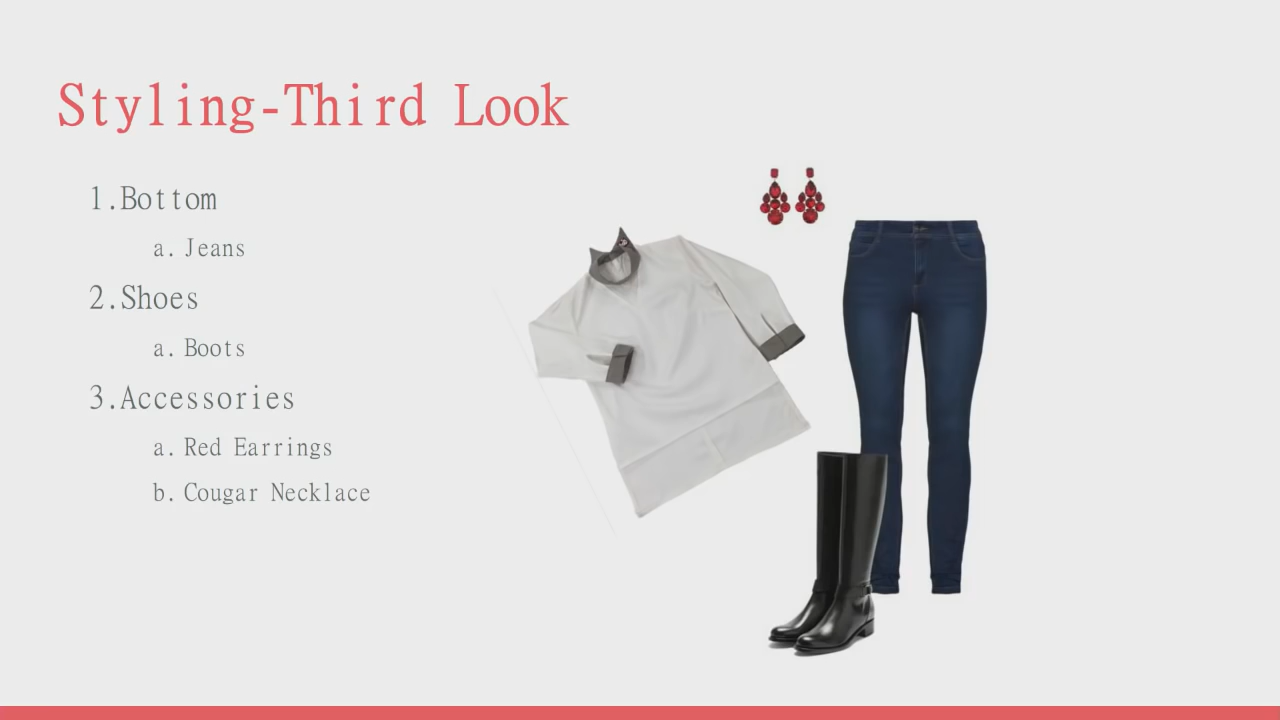 Styling-Third Look
1.Bottom
a. Jeans
2.Shoes
a. Boots
3.Accessories
a. Red Earrings
b. Cougar Necklace